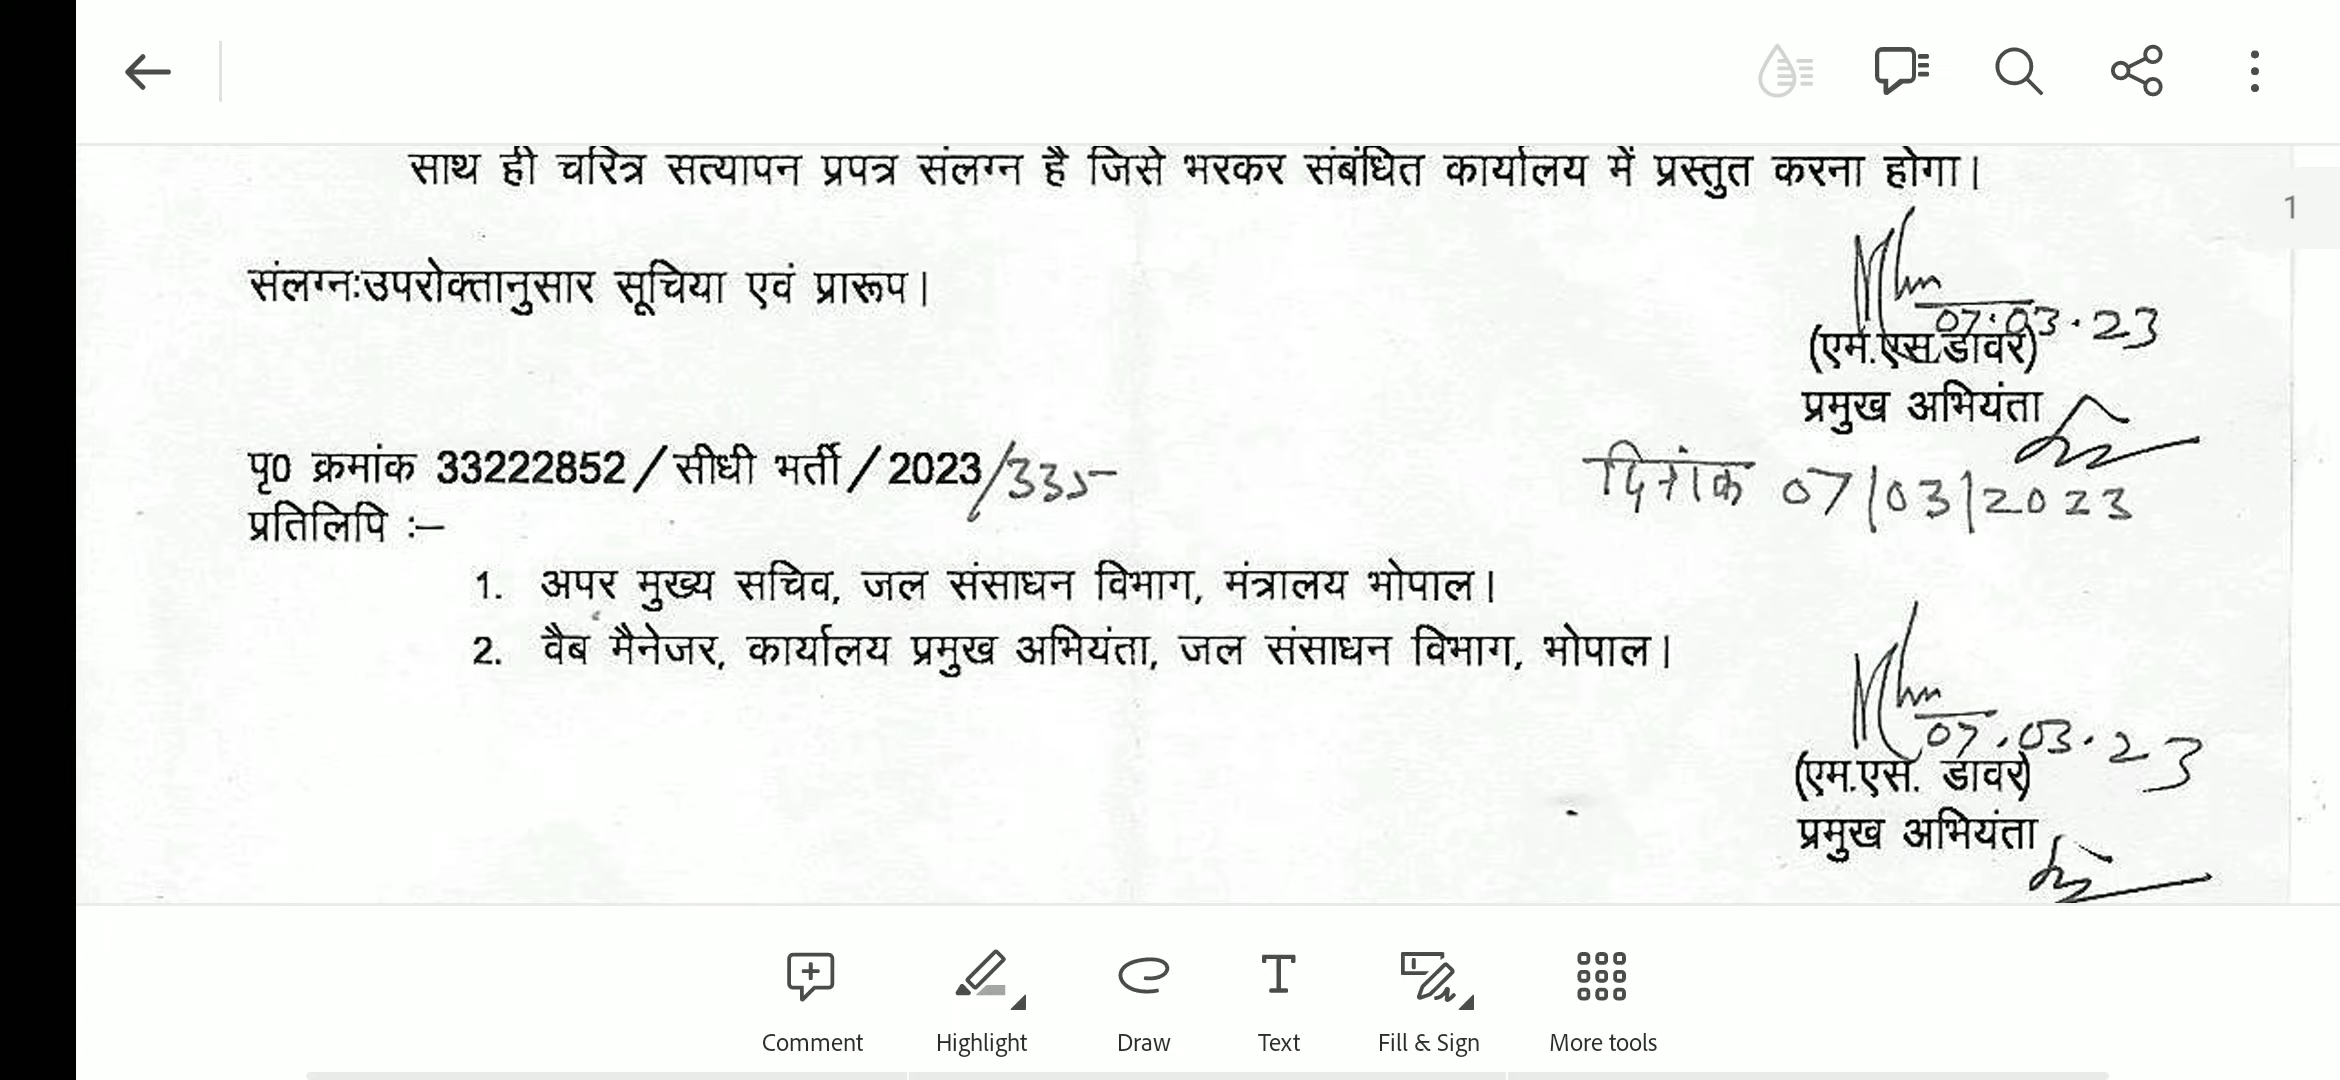 साथ ही चरित्र सत्यापन प्रपत्र संलग्न है जिसे भरकर संबंधित कार्यालय में प्रस्तुत करना होगा।
1
संलग्नःउपरोक्तानुसार सूचिया एवं प्रारूप।
07.03.23
(एम.एस.डावर)
प्रमुख अभियंता
पृ0 क्रमांक 33222852/सीधी भर्ती/2023/335 दिनांक 07/03/2023
प्रतिलिपि :–
1. अपर मुख्य सचिव, जल संसाधन विभाग, मंत्रालय भोपाल।
2. वैब मैनेजर, कार्यालय प्रमुख अभियंता, जल संसाधन विभाग, भोपाल।
07.03.23
(एम.एस. डावर)
प्रमुख अभियंता
Comment Highlight Draw Text Fill & Sign More tools